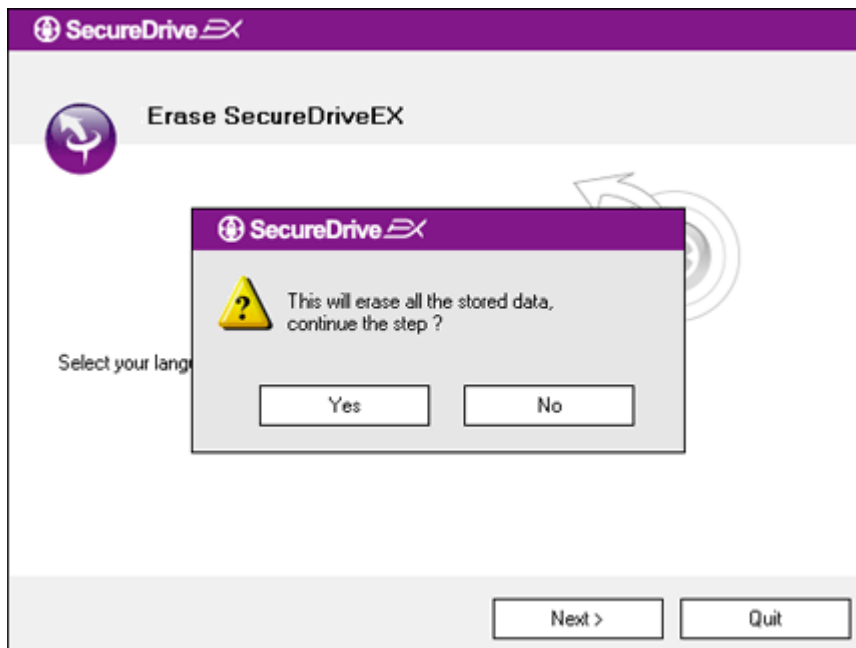 SecureDrive EX
Erase SecureDriveEX
SecureDrive EX
This will erase all the stored data,
continue the step ?
Select your
Yes
No
Next >
Quit